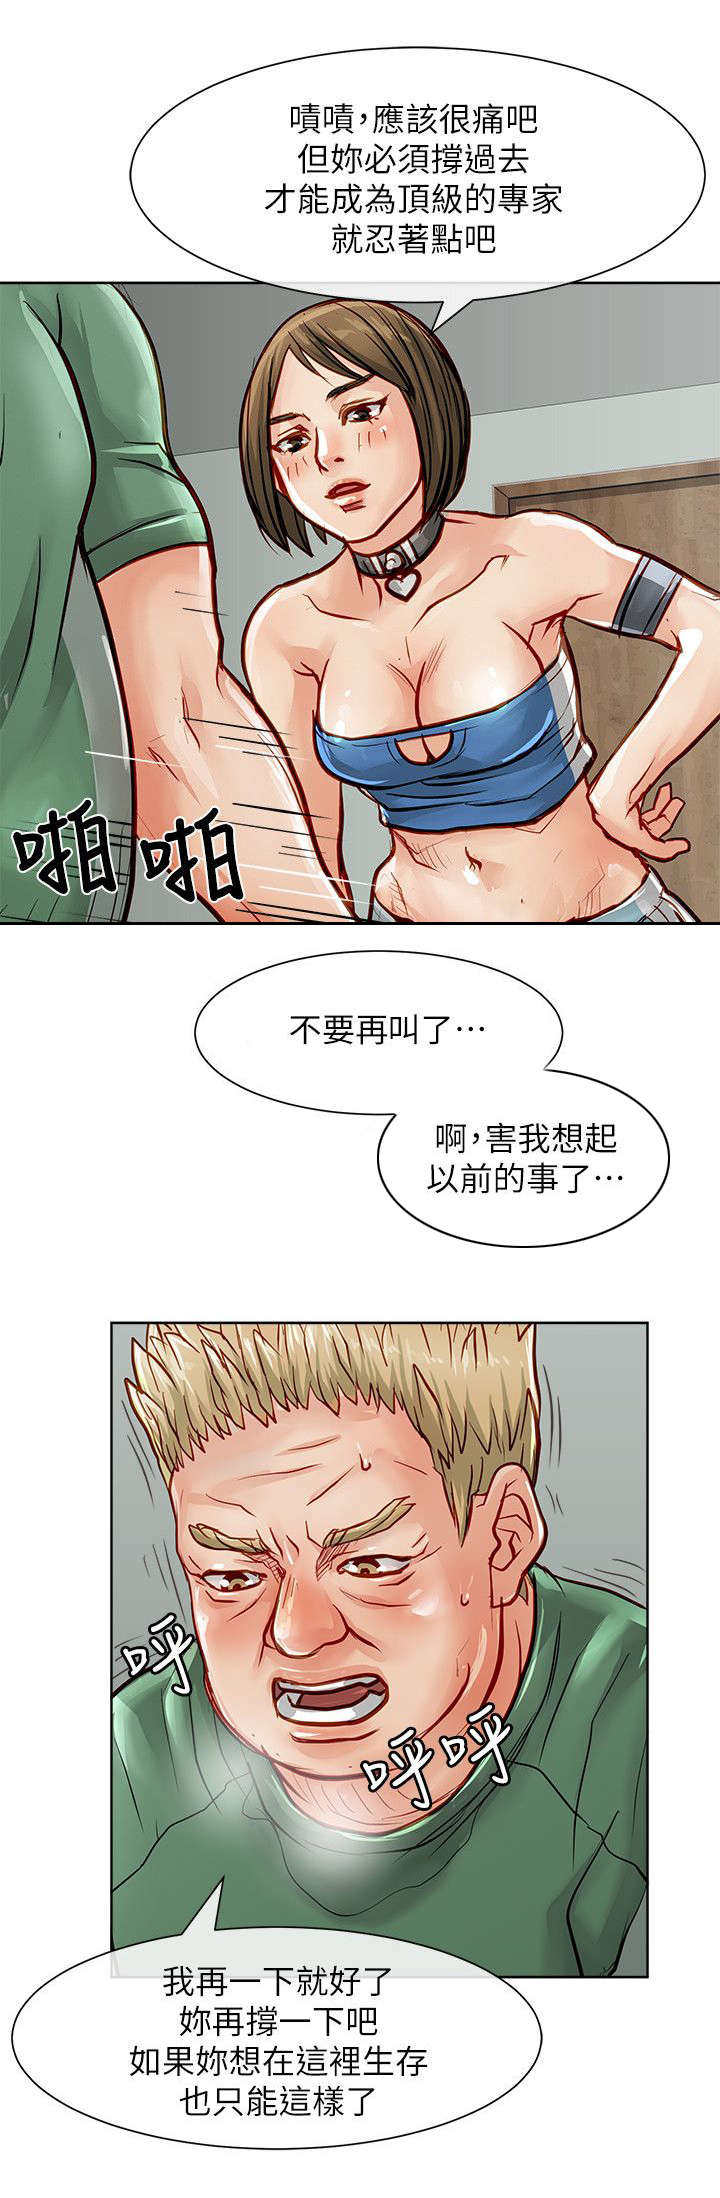 嘖嘖，應該很痛吧
但妳必須撐過去
才能成為頂級的專家
就忍著點吧
啪啪
不要再叫了⋯
啊，害我想起
以前的事了⋯
呼
呼呼
我再一下就好了
妳再撐一下吧
如果妳想在這裡生存
也只能這樣了